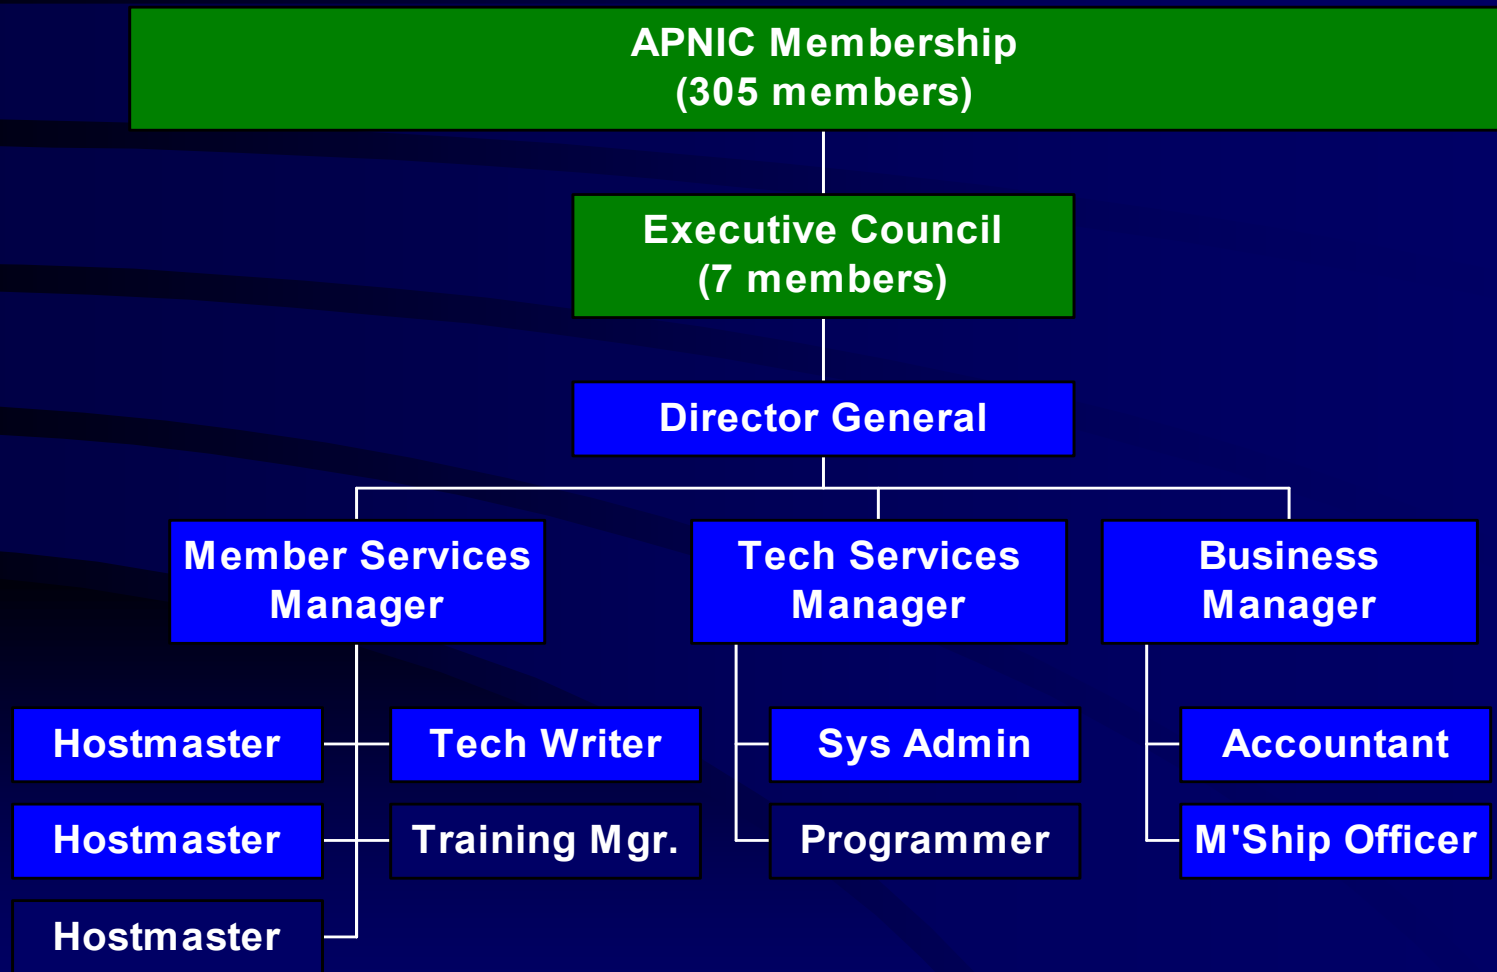 APNIC Membership
(305 members)
Executive Council
(7 members)
Director General
Member Services
Manager
Tech Services
Manager
Business
Manager
Hostmaster
Tech Writer
Sys Admin
Accountant
Hostmaster
Training Mgr.
Programmer
M'Ship Officer
Hostmaster